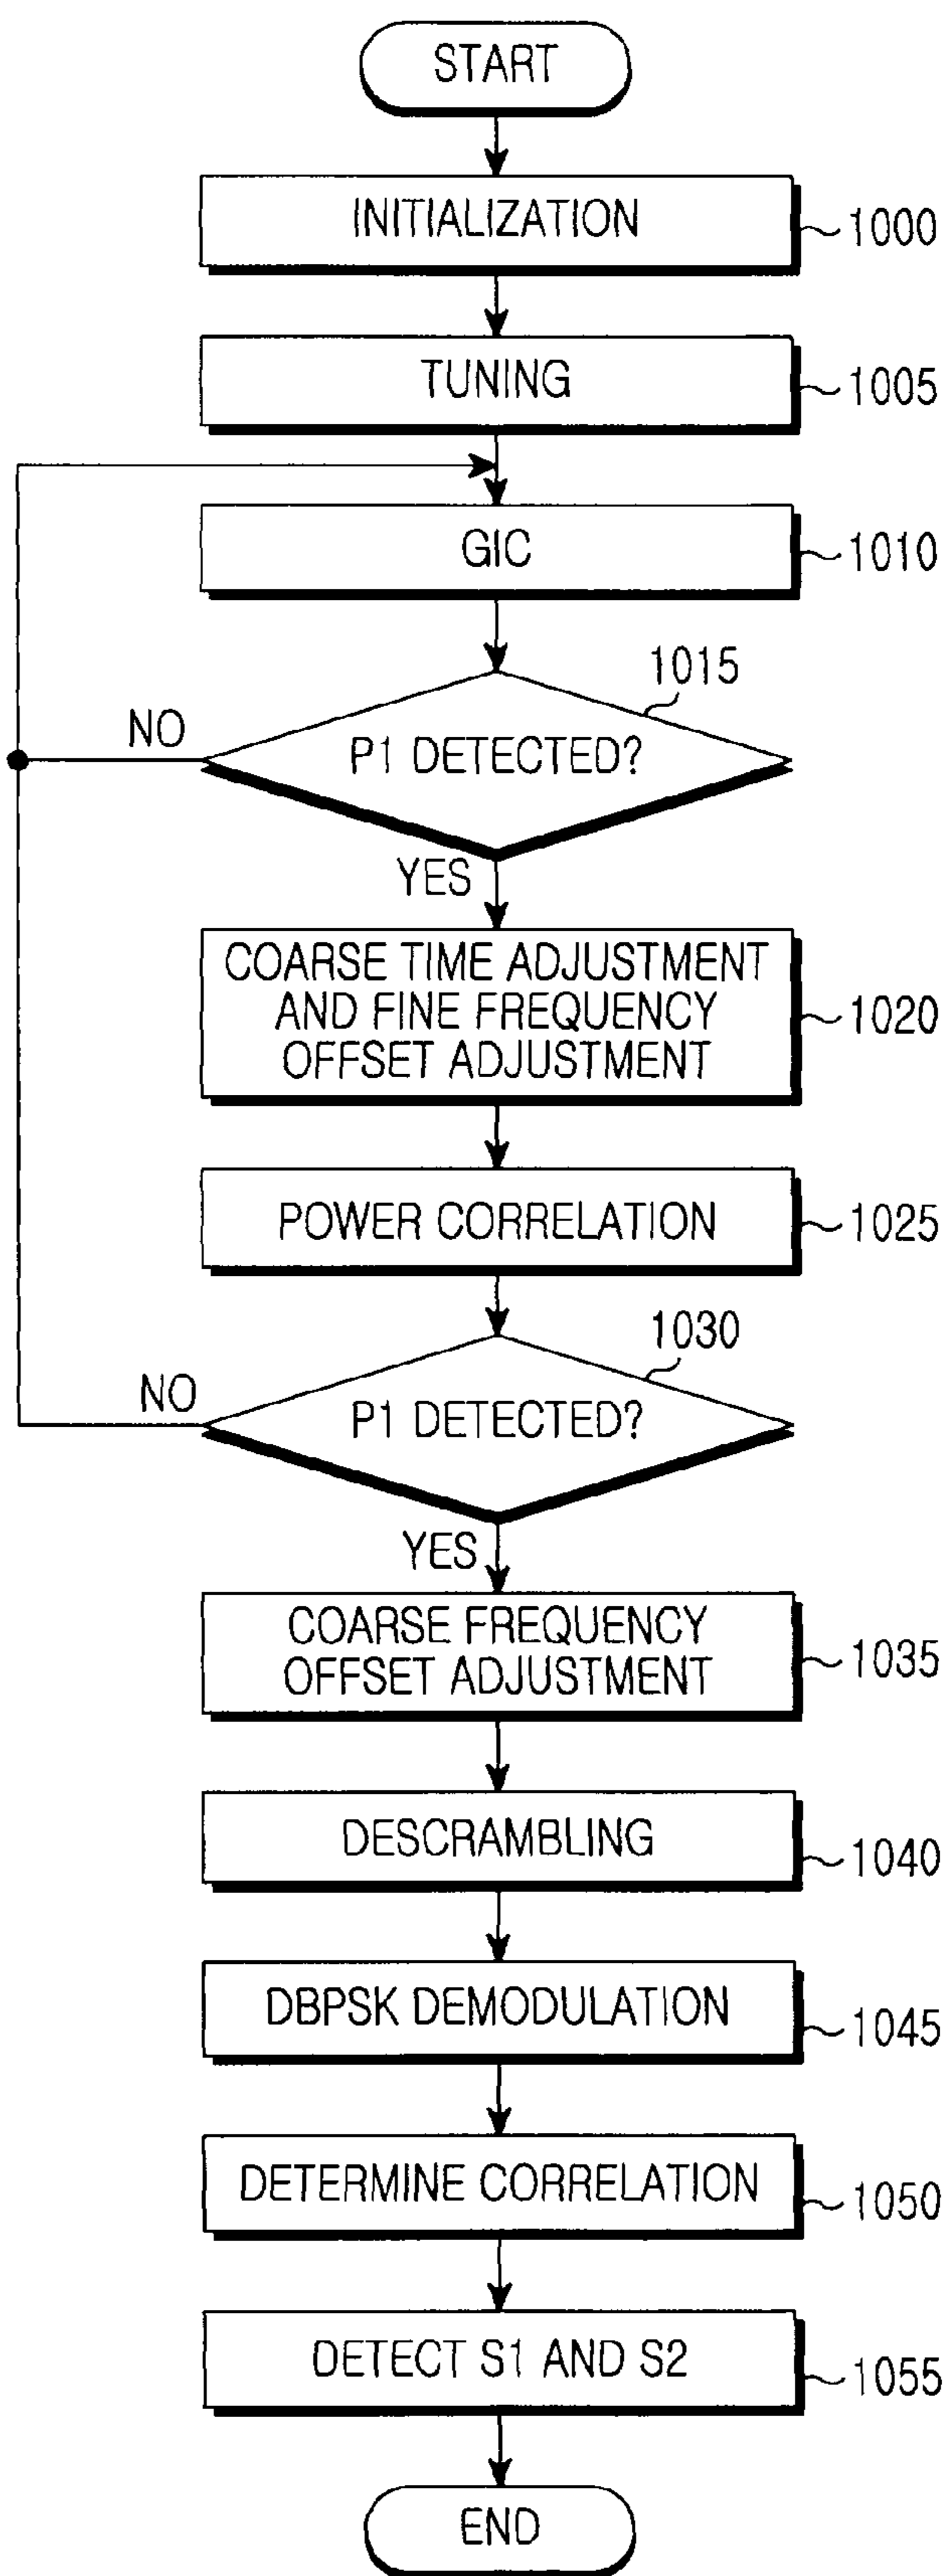 START
INITIALIZATION
1000
TUNING
1005
GIC
1010
1015
NO
P1 DETECTED?
YES
COARSE TIME ADJUSTMENT
AND FINE FREQUENCY
OFFSET ADJUSTMENT
1020
POWER CORRELATION
1025
1030
NO
P1 DETECTED?
YES
COARSE FREQUENCY
OFFSET ADJUSTMENT
1035
DESCRAMBLING
1040
DBPSK DEMODULATION
1045
DETERMINE CORRELATION
1050
DETECT S1 AND S2
1055
END